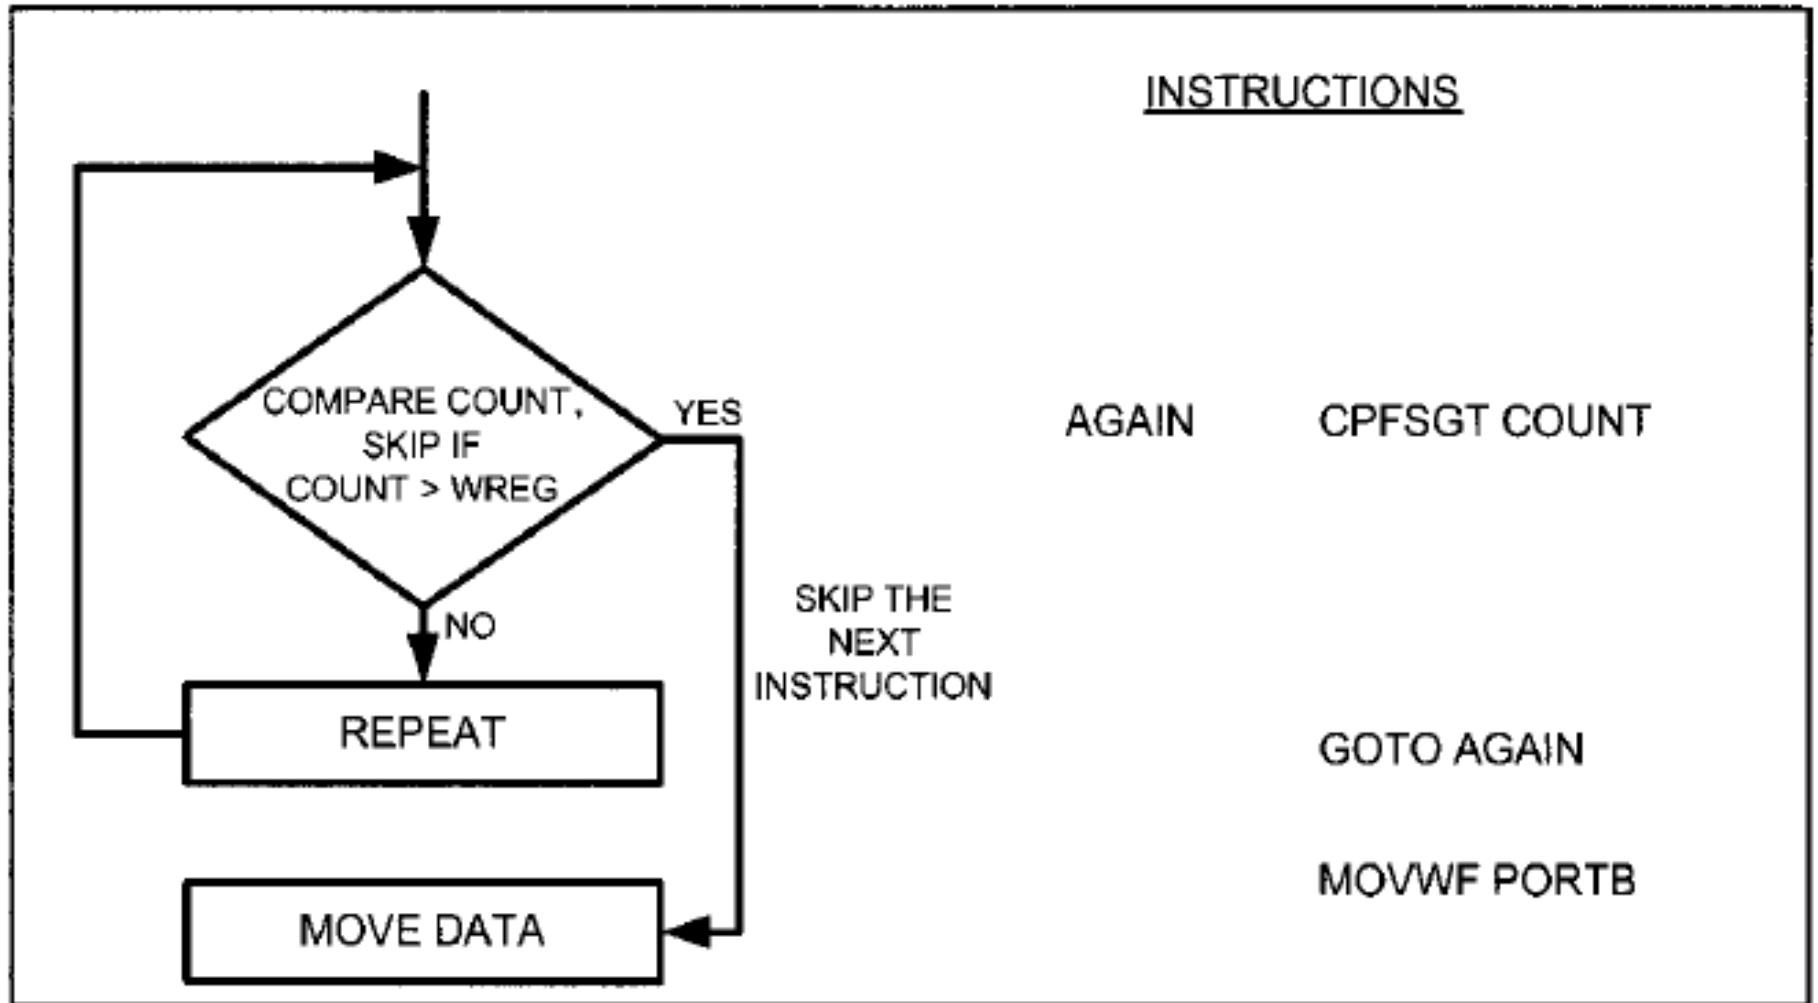 INSTRUCTIONS
COMPARE COUNT,
SKIP IF
COUNT > WREG
YES
AGAIN CPFSGT COUNT
NO
SKIP THE
NEXT
INSTRUCTION
REPEAT
GOTO AGAIN
MOVE DATA
MOVWF PORTB